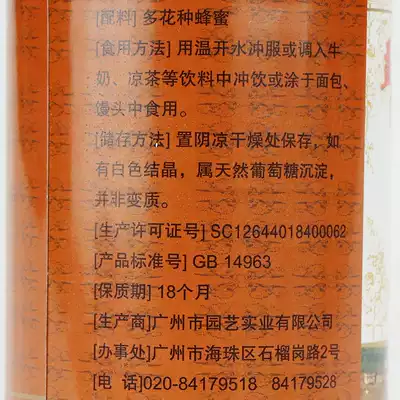 [配料] 多花种蜂蜜
[食用方法] 用温开水冲服或调入牛
奶、凉茶等饮料中冲饮或涂于面包、
馒头中食用。
[储存方法] 置阴凉干燥处保存，如
有白色结晶，属天然葡萄糖沉淀，
并非变质。
[生产许可证号] SC12644018400062
[产品标准号] GB 14963
[保质期] 18个月
[生产商]广州市园艺实业有限公司
[办事处]广州市海珠区石榴岗路2号
[电 话]020-84179518 84179528